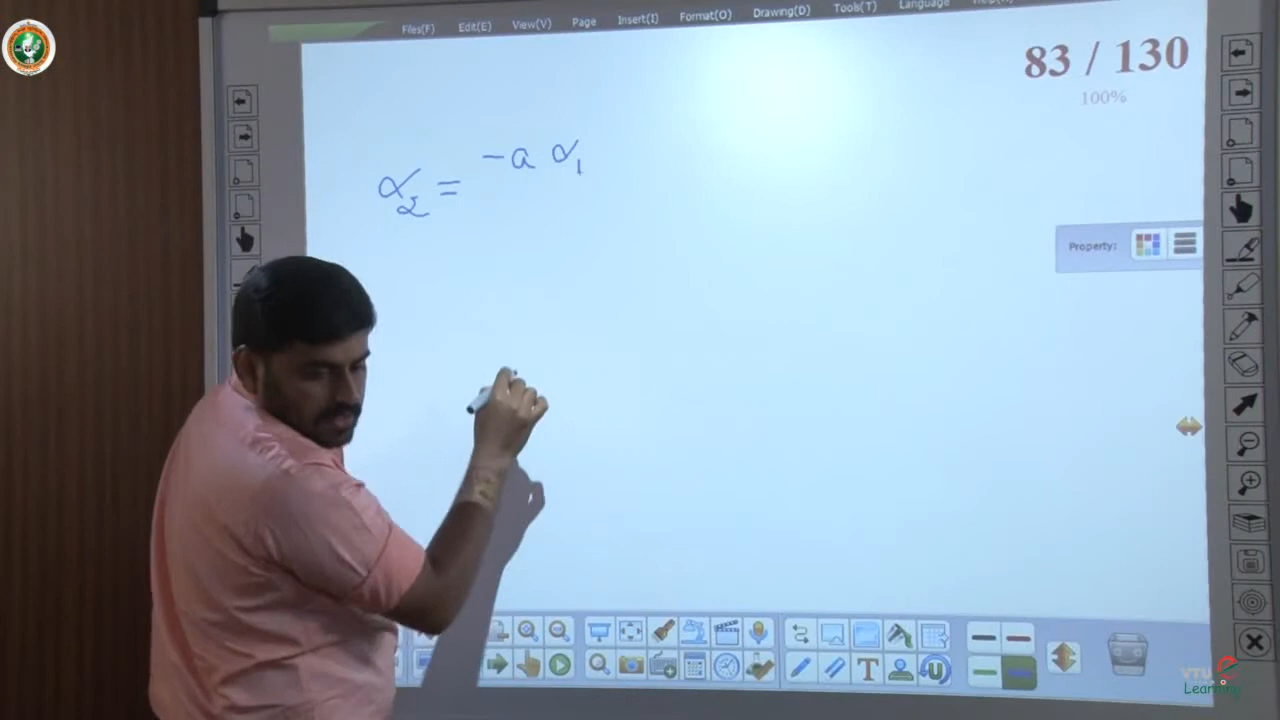 Files(F) Edit(E) View(V) Page Insert(I) Format(O) Drawing(D) Tools(T) Language
83 / 130
100%
α₂ = -a α₁
Property:
VTU e
Learning